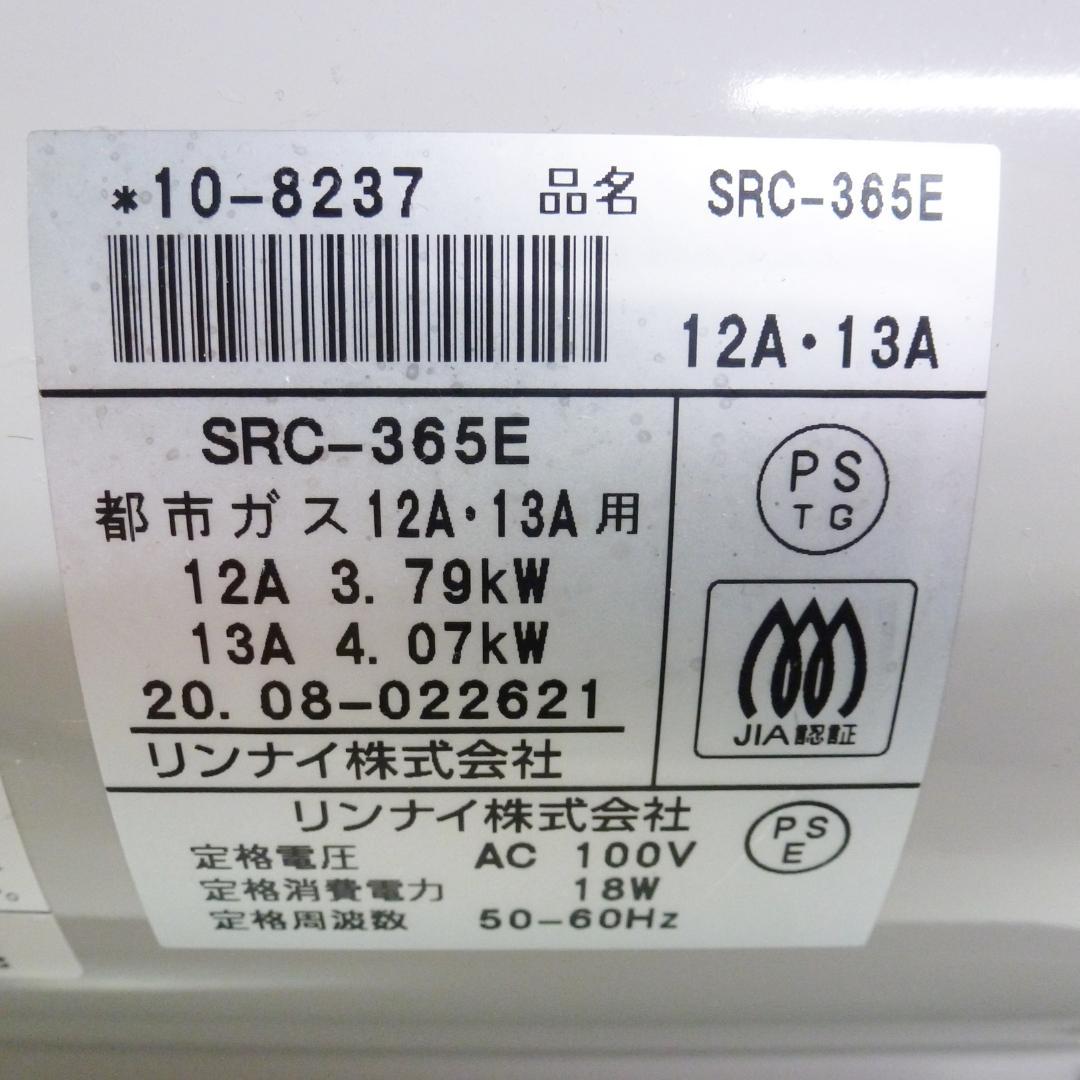 *10-8237 品名 SRC-365E
12A・13A
SRC-365E
都市ガス12A・13A用
12A 3.79kW
13A 4.07kW
20.08-022621
リンナイ株式会社
PS
TG
JIA認証
リンナイ株式会社
定格電圧 AC 100V
定格消費電力 18W
定格周波数 50-60Hz
PS
E